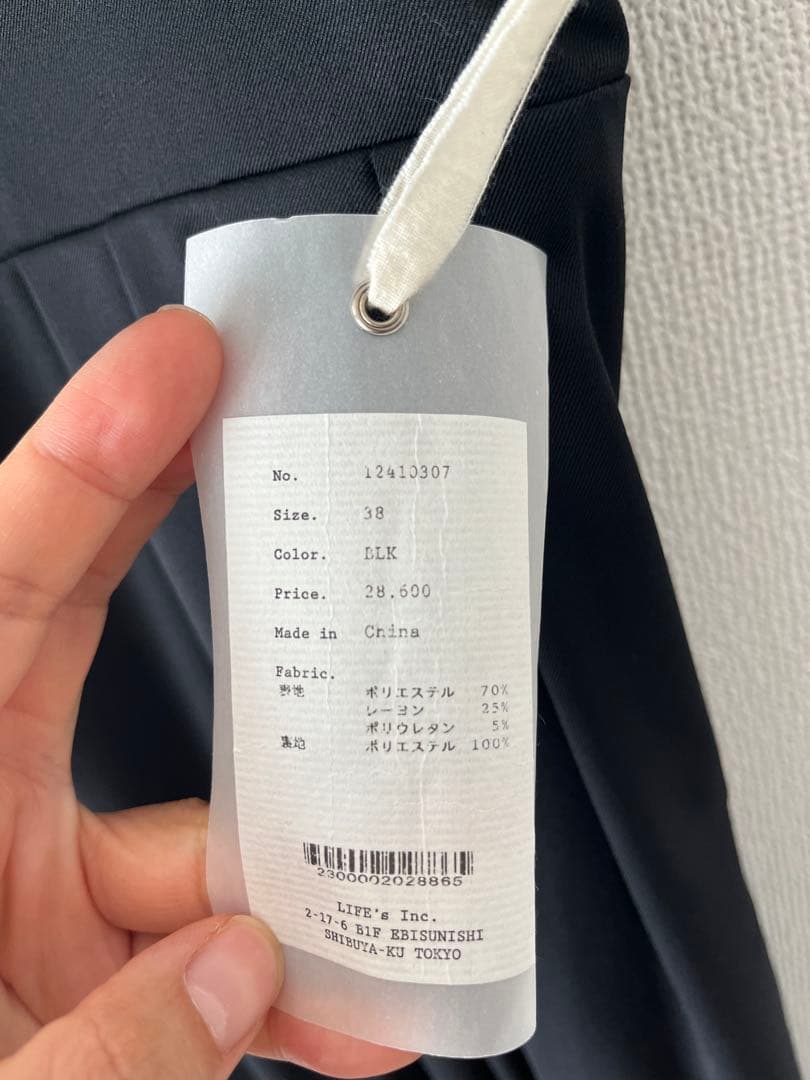 No. 12410307
Size. 38
Color. BLK
Price. 28,600
Made in China
Fabric.
表地 ポリエステル 70%
レーヨン 25%
ポリウレタン 5%
裏地 ポリエステル 100%
2300002028865
LIFE's Inc.
2-17-6 B1F EBISUNISHI
SHIBUYA-KU TOKYO